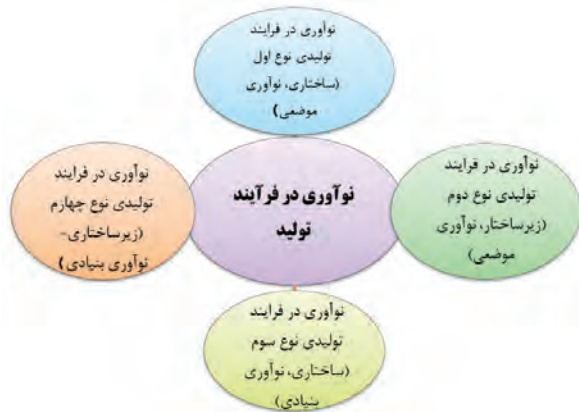 نوآوری در فرایند
تولیدی نوع اول
(ساختاری، نوآوری
موضعی)
نوآوری در فرآیند
تولید
نوآوری در فرایند
تولیدی نوع دوم
(زیرساختار، نوآوری
موضعی)
نوآوری در فرایند
تولیدی نوع سوم
(ساختاری، نوآوری
بنیادی)
نوآوری در فرایند
تولیدی نوع چهارم
(زیرساختاری-
نوآوری بنیادی)